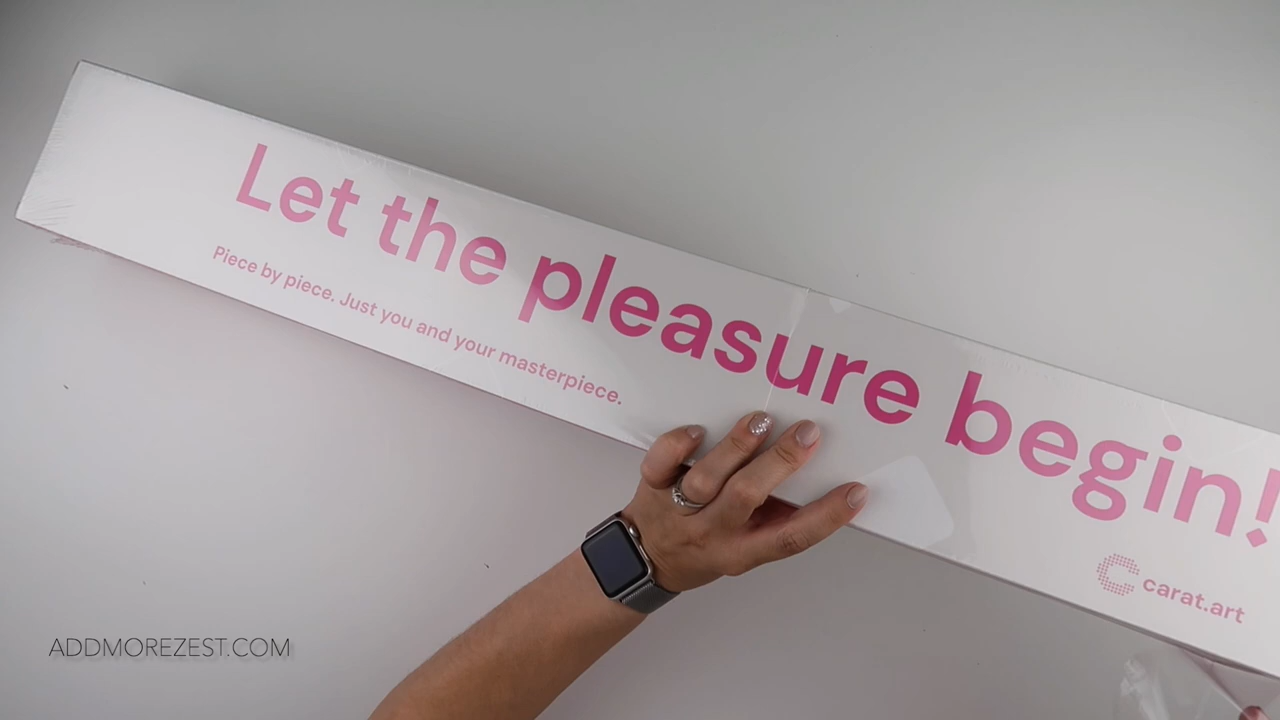 Let the pleasure begin!
Piece by piece. Just you and your masterpiece.
carat.art
ADDMOREZEST.COM